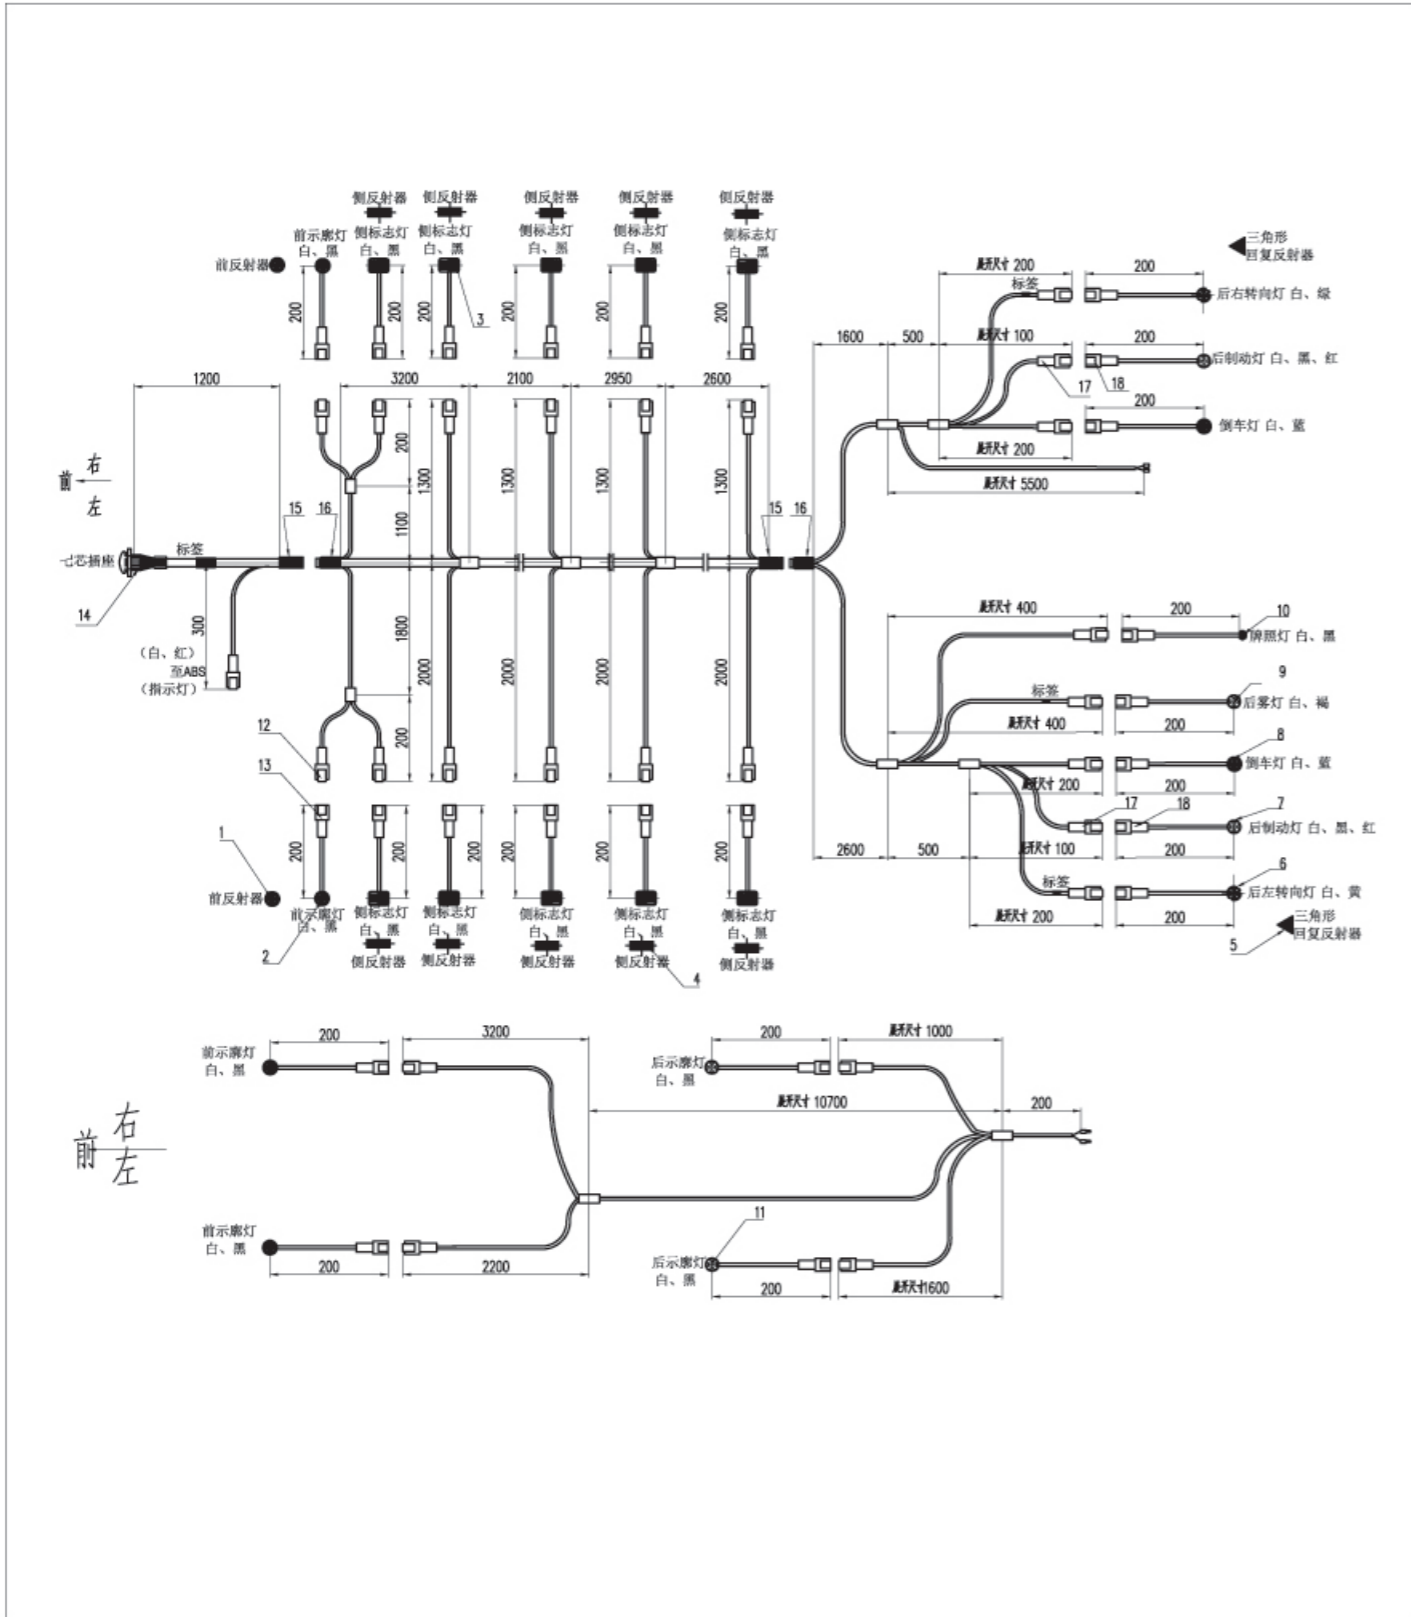 侧反射器 侧反射器 侧反射器 侧反射器 侧反射器
前示廓灯 侧标志灯 侧标志灯 侧标志灯 侧标志灯 侧标志灯
白、黑 白、黑 白、黑 白、黑 白、黑 白、黑
前反射器
200 200 200 200 200 200
3
三角形
回复反射器
展开尺寸 200 200
标签
后右转向灯 白、绿
1600 500 展开尺寸 100 200
后制动灯 白、黑、红
17 18
200
倒车灯 白、蓝
展开尺寸 200
展开尺寸 5500
1200 3200 2100 2950 2600
200 1300 1300 1300 1300
1100
右
前
左
15 16 15 16
七芯插座
标签
14
300
(白、红)
至ABS
(指示灯)
1800 2000 2000 2000 2000
200
12
13
展开尺寸 400 200 10
牌照灯 白、黑
9
标签
后雾灯 白、褐
展开尺寸 400 200
8
倒车灯 白、蓝
展开尺寸 200 200
17 18 7
后制动灯 白、黑、红
2600 500 展开尺寸 100 200
6
标签
后左转向灯 白、黄
展开尺寸 200 200
三角形
回复反射器
5
1
200 200 200 200 200 200
前反射器
前示廓灯 侧标志灯 侧标志灯 侧标志灯 侧标志灯 侧标志灯
白、黑 白、黑 白、黑 白、黑 白、黑 白、黑
2
侧反射器 侧反射器 侧反射器 侧反射器 侧反射器
4
200 3200 200 展开尺寸 1000
前示廓灯
白、黑
后示廓灯
白、黑
展开尺寸 10700 200
右
前
左
11
前示廓灯
白、黑
200 2200
后示廓灯
白、黑
200 展开尺寸1600